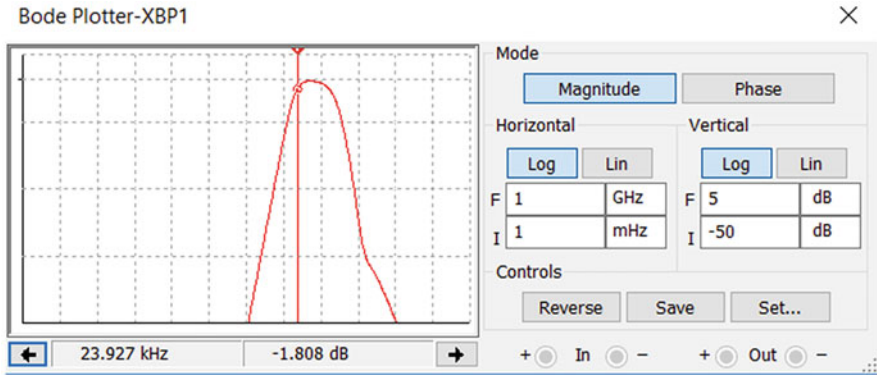 Bode Plotter-XBP1
Mode
Magnitude Phase
Horizontal Vertical
Log Lin Log Lin
F 1 GHz F 5 dB
I 1 mHz I -50 dB
Controls
Reverse Save Set...
23.927 kHz -1.808 dB + In − + Out −